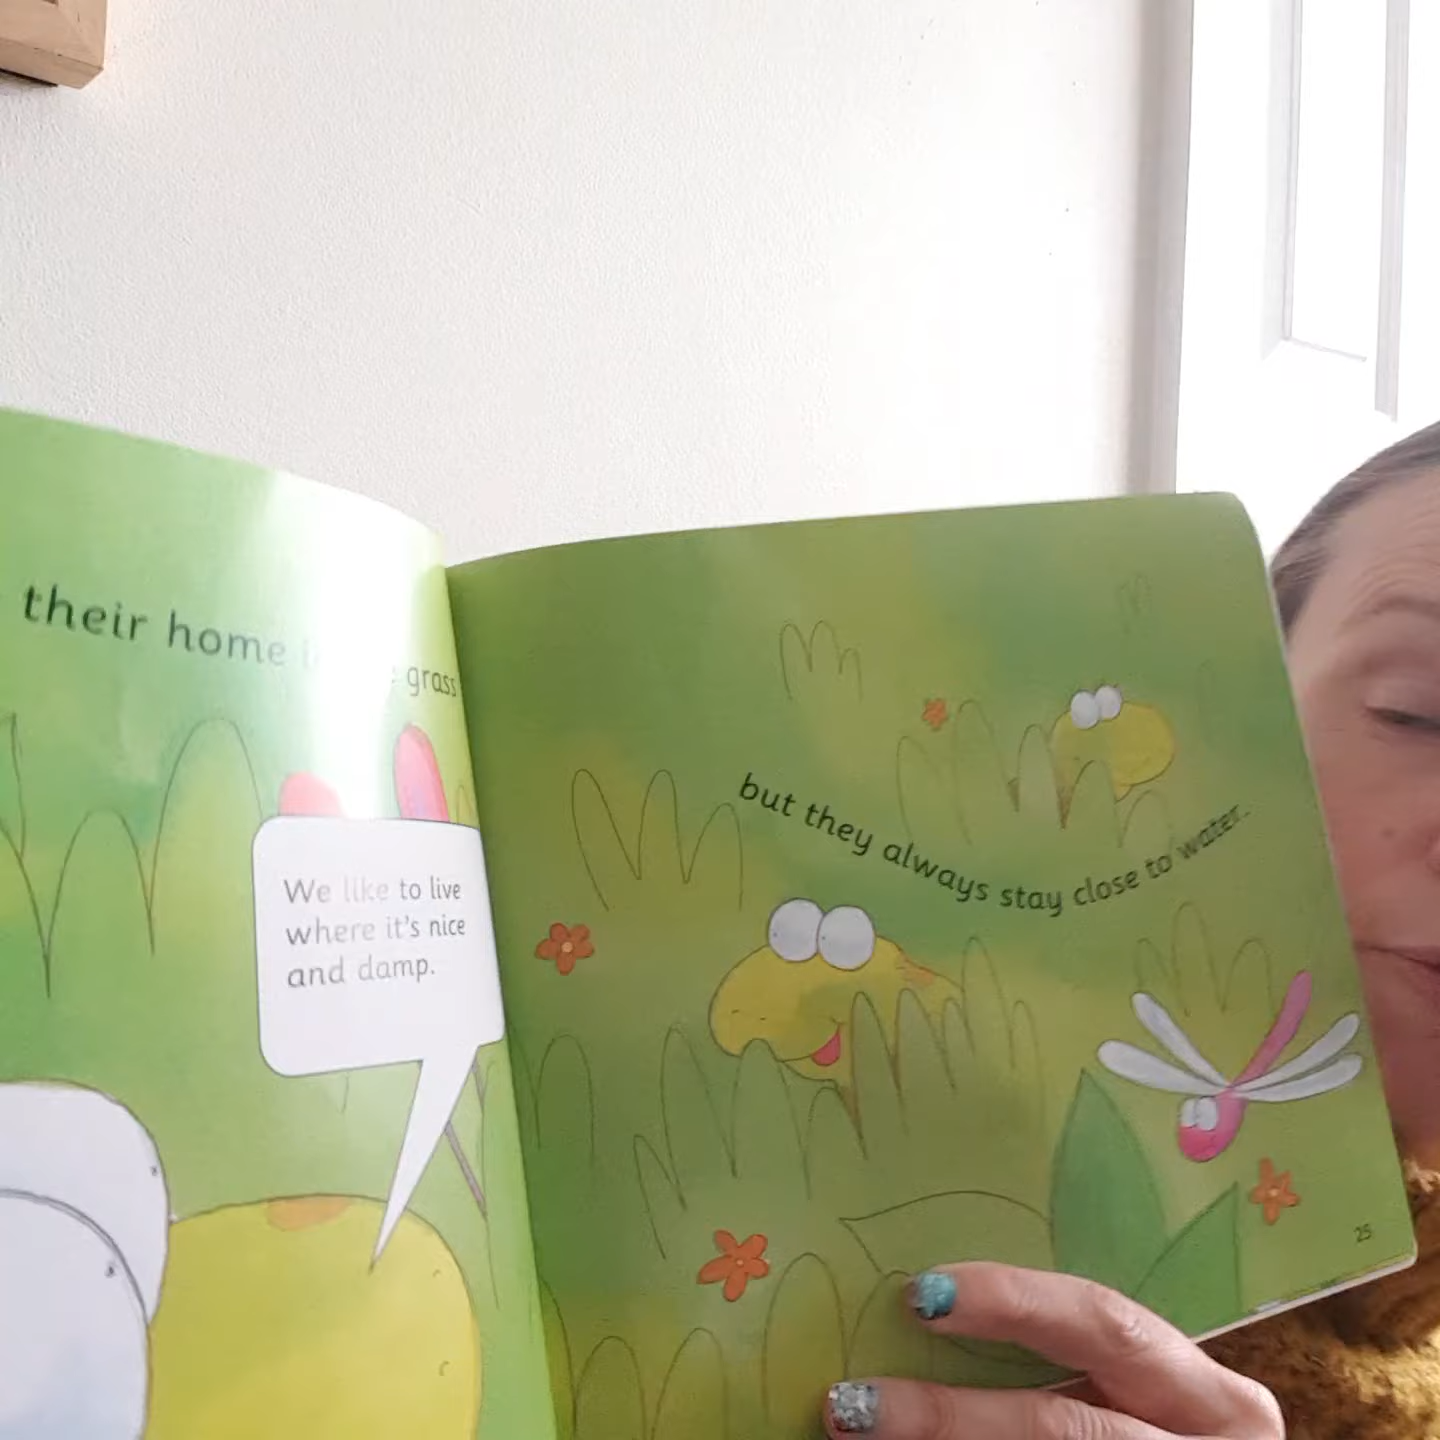 their home grass
We like to live
where it's nice
and damp.
but they always stay close to water.
25